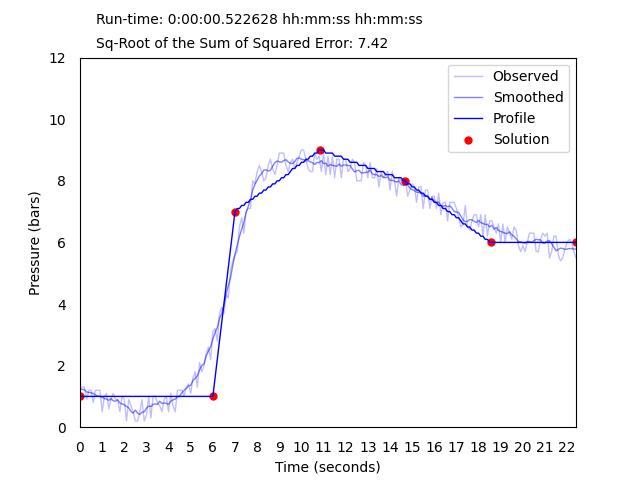 Run-time: 0:00:00.522628 hh:mm:ss hh:mm:ss
Sq-Root of the Sum of Squared Error: 7.42
Observed
Smoothed
Profile
Solution
Pressure (bars)
12
10
8
6
4
2
0
0 1 2 3 4 5 6 7 8 9 10 11 12 13 14 15 16 17 18 19 20 21 22
Time (seconds)